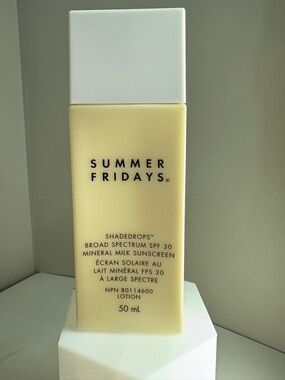 SUMMER
FRIDAYS®
SHADEDROPS™
BROAD SPECTRUM SPF 30
MINERAL MILK SUNSCREEN
ÉCRAN SOLAIRE AU
LAIT MINÉRAL FPS 30
À LARGE SPECTRE
NPN 80114600
LOTION
50 mL